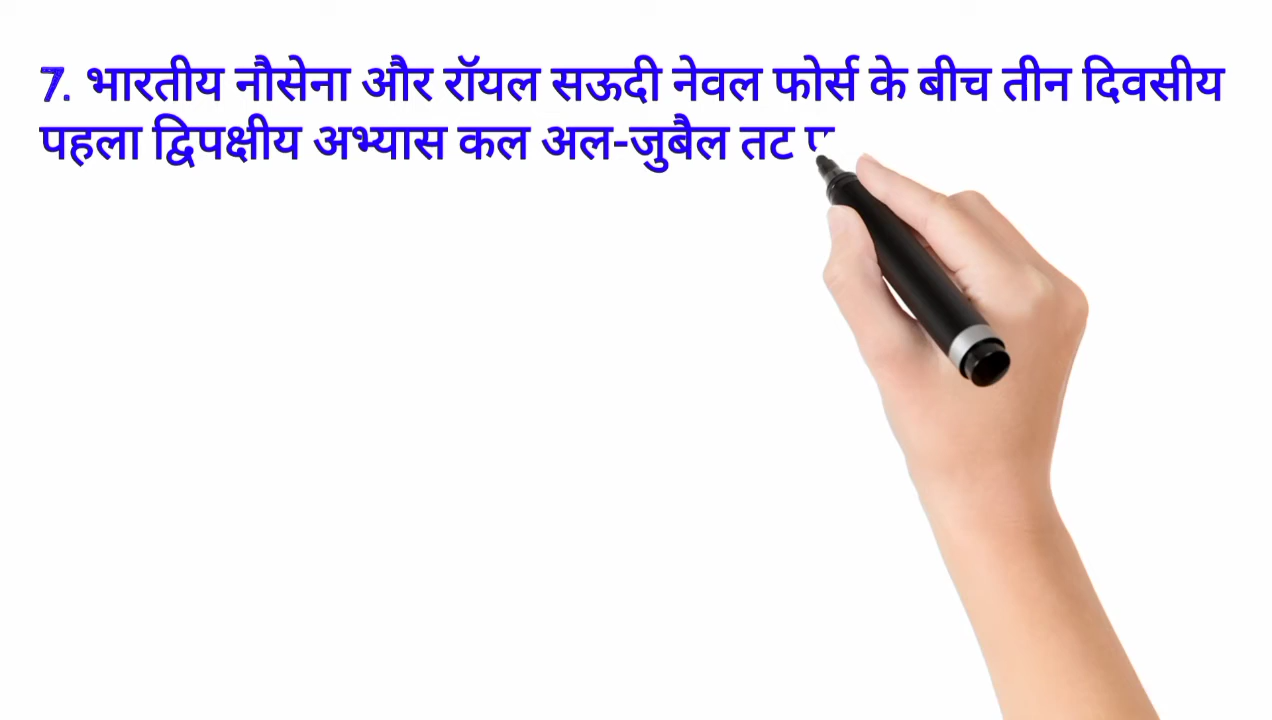 7. भारतीय नौसेना और रॉयल सऊदी नेवल फोर्स के बीच तीन दिवसीय
पहला द्विपक्षीय अभ्यास कल अल-जुबैल तट